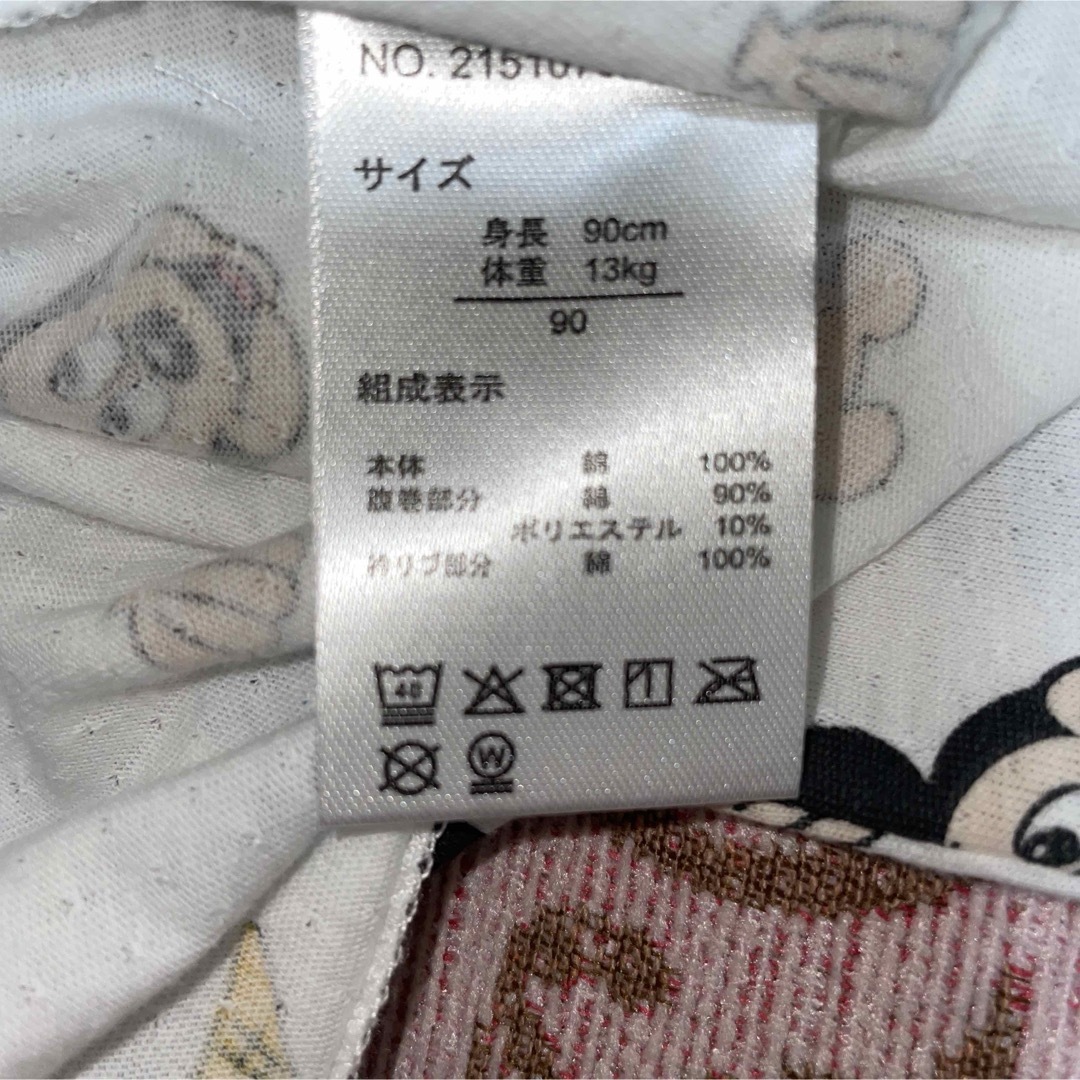 NO. 21510
サイズ
身長 90cm
体重 13kg
90
組成表示
本体 綿 100%
腹巻部分 綿 90%
ポリエステル 10%
衿リブ部分 綿 100%
40
W